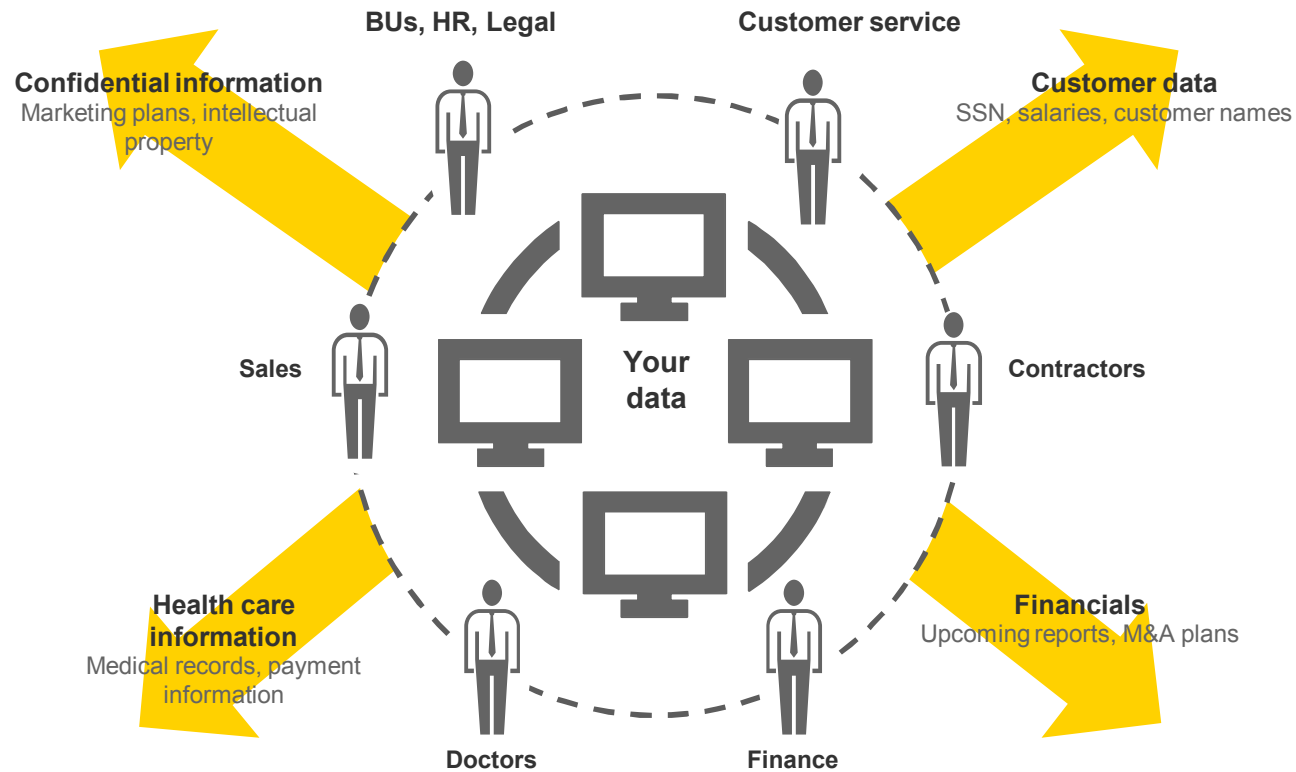 BUs, HR, Legal
Customer service
Confidential information
Marketing plans, intellectual
property
Customer data
SSN, salaries, customer names
Sales
Your
data
Contractors
Health care
information
Medical records, payment
information
Financials
Upcoming reports, M&A plans
Doctors
Finance